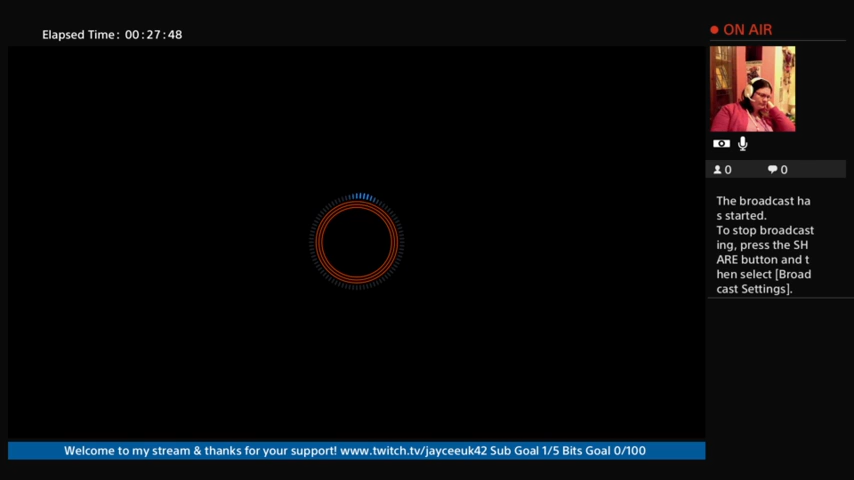 Elapsed Time: 00:27:48
ON AIR
0 0
The broadcast ha
s started.
To stop broadcast
ing, press the SH
ARE button and t
hen select [Broad
cast Settings].
Welcome to my stream & thanks for your support! www.twitch.tv/jayceeuk42 Sub Goal 1/5 Bits Goal 0/100